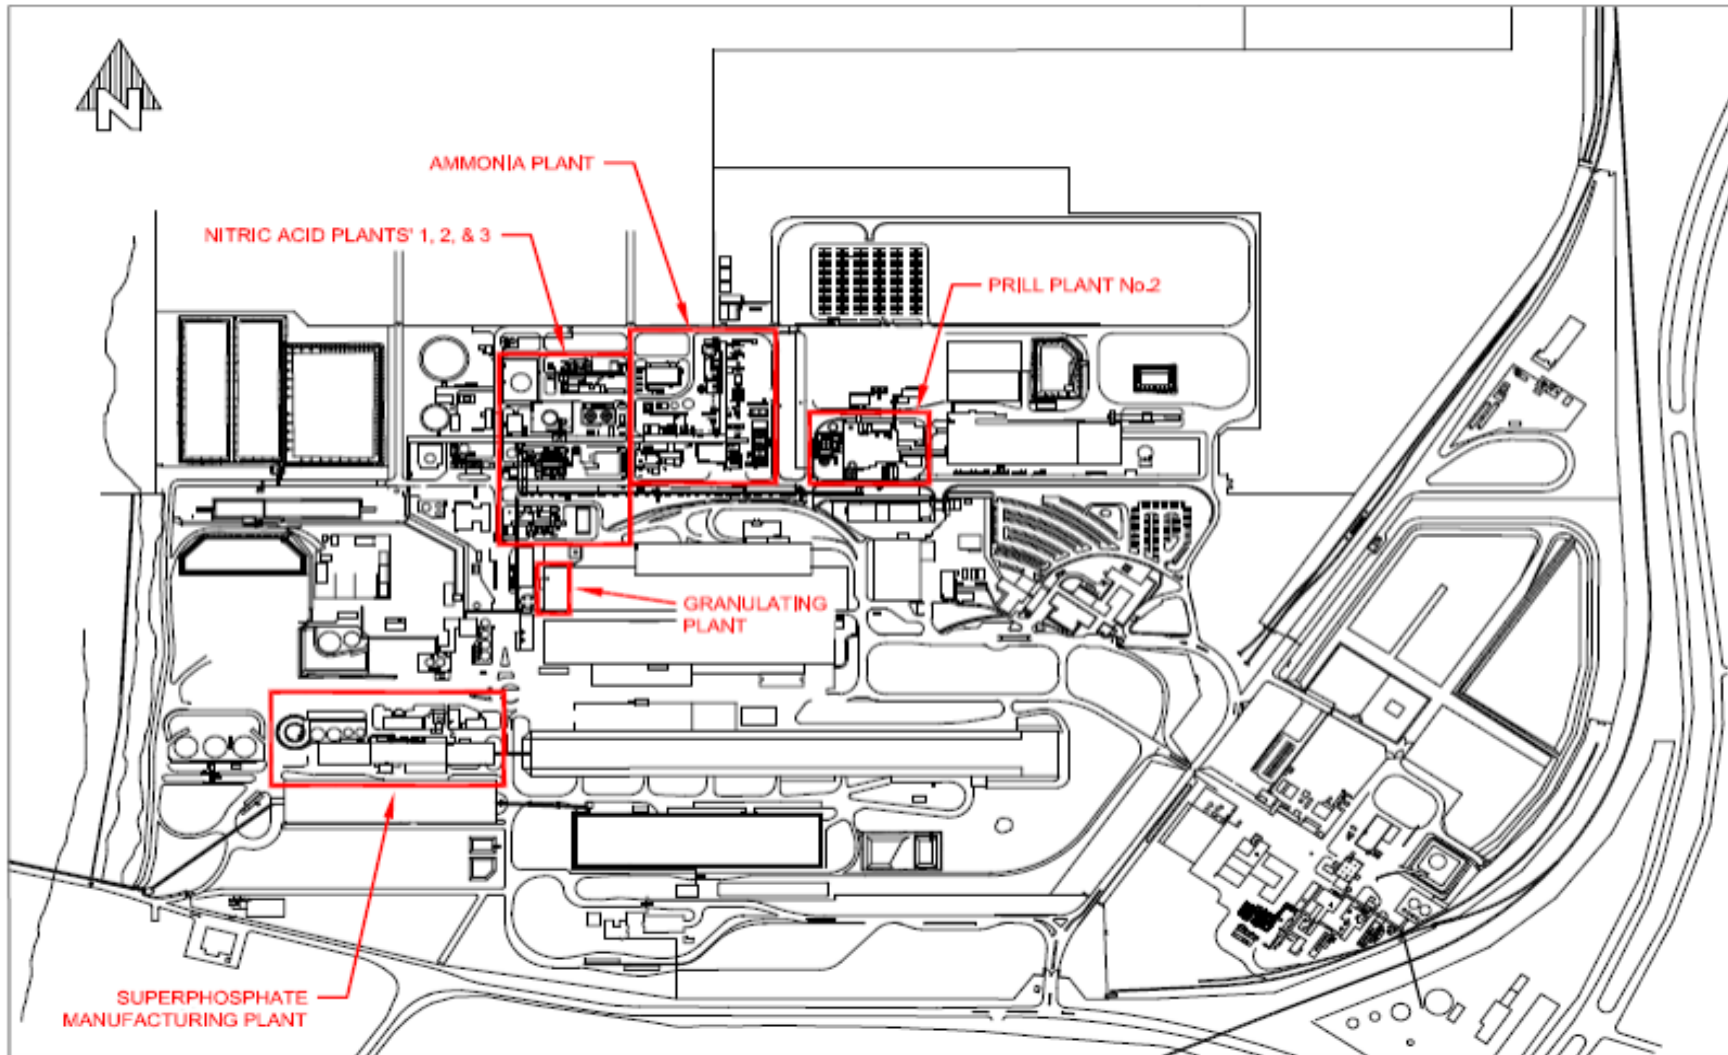 N
AMMONIA PLANT
NITRIC ACID PLANTS' 1, 2, & 3
PRILL PLANT No.2
GRANULATING
PLANT
SUPERPHOSPHATE
MANUFACTURING PLANT